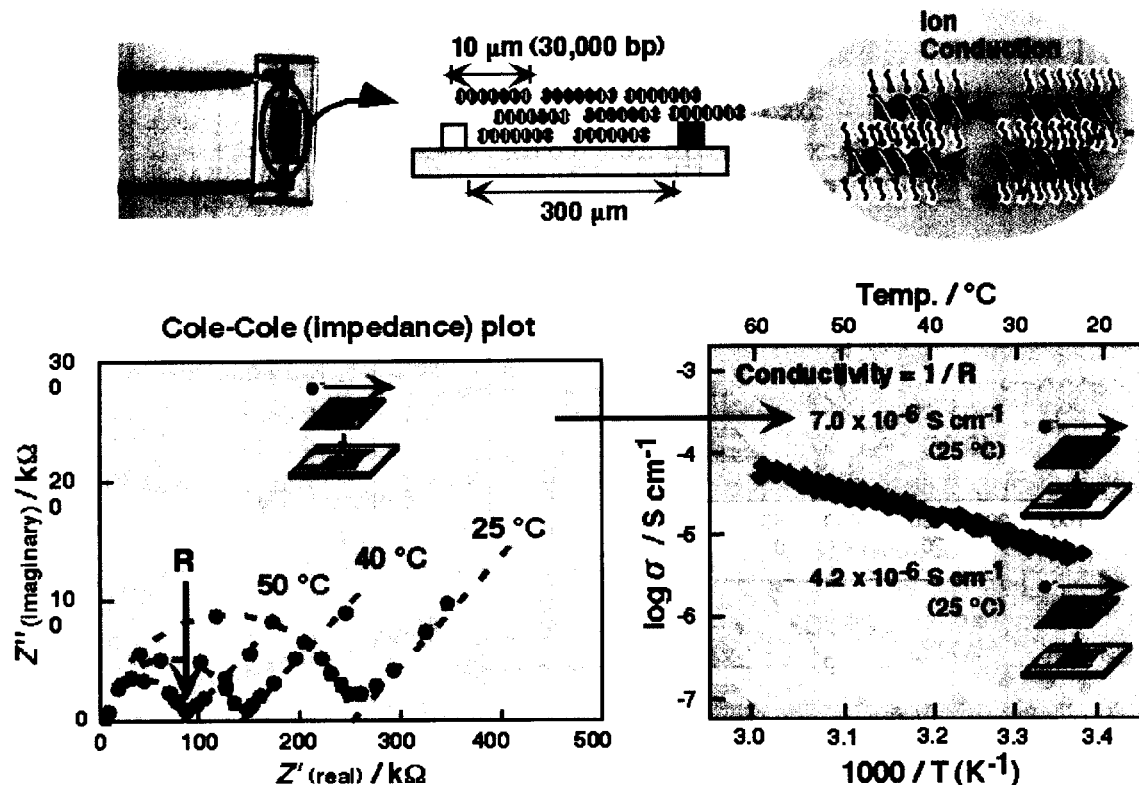 10 μm (30,000 bp)
300 μm
Ion
Conduction
Cole-Cole (impedance) plot
30
0
20
0
10
0
0
Z'' (imaginary) / kΩ
R
50 °C
40 °C
25 °C
0 100 200 300 400 500
Z' (real) / kΩ
Temp. / °C
60 50 40 30 20
-3
-4
-5
-6
-7
log σ / S cm-1
Conductivity = 1 / R
7.0 x 10-6 S cm-1
(25 °C)
4.2 x 10-6 S cm-1
(25 °C)
3.0 3.1 3.2 3.3 3.4
1000 / T (K-1)